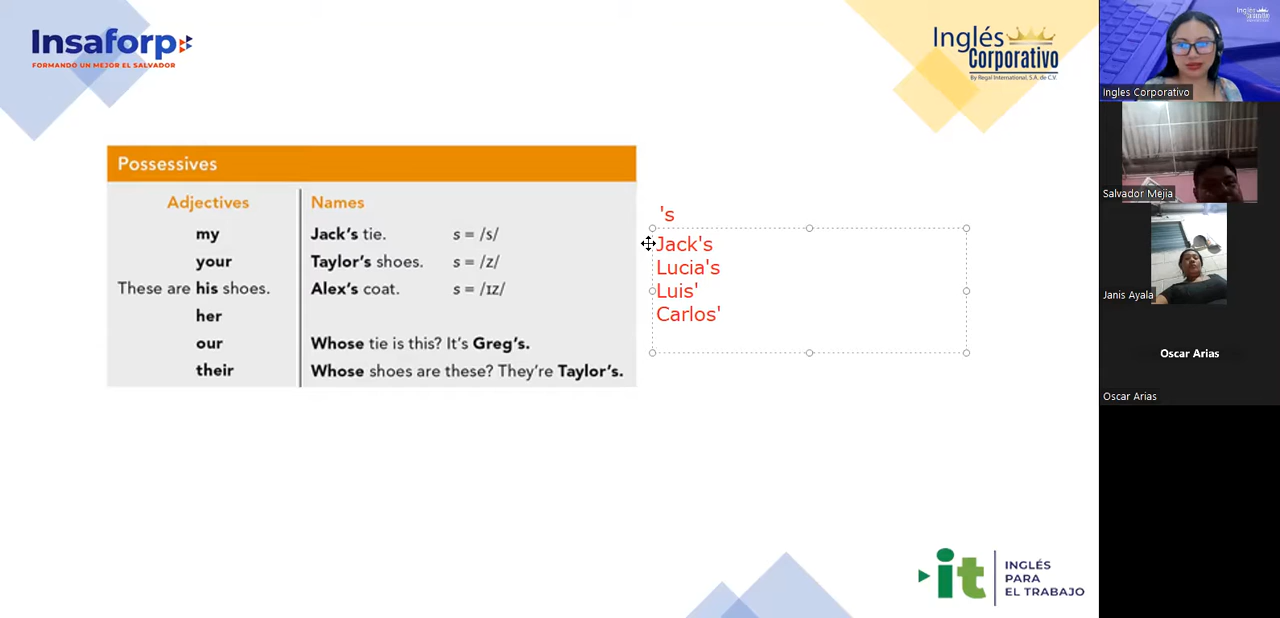 Insaforp
FORMANDO UN MEJOR EL SALVADOR
Inglés
Corporativo
By Regal International, S.A. de C.V.
Possessives
Adjectives
my
your
These are his shoes.
her
our
their
Names
Jack's tie. s = /s/
Taylor's shoes. s = /z/
Alex's coat. s = /ɪz/
Whose tie is this? It's Greg's.
Whose shoes are these? They're Taylor's.
's
Jack's
Lucia's
Luis'
Carlos'
it
INGLÉS
PARA
EL TRABAJO
Ingles Corporativo
Salvador Mejia
Janis Ayala
Oscar Arias
Oscar Arias